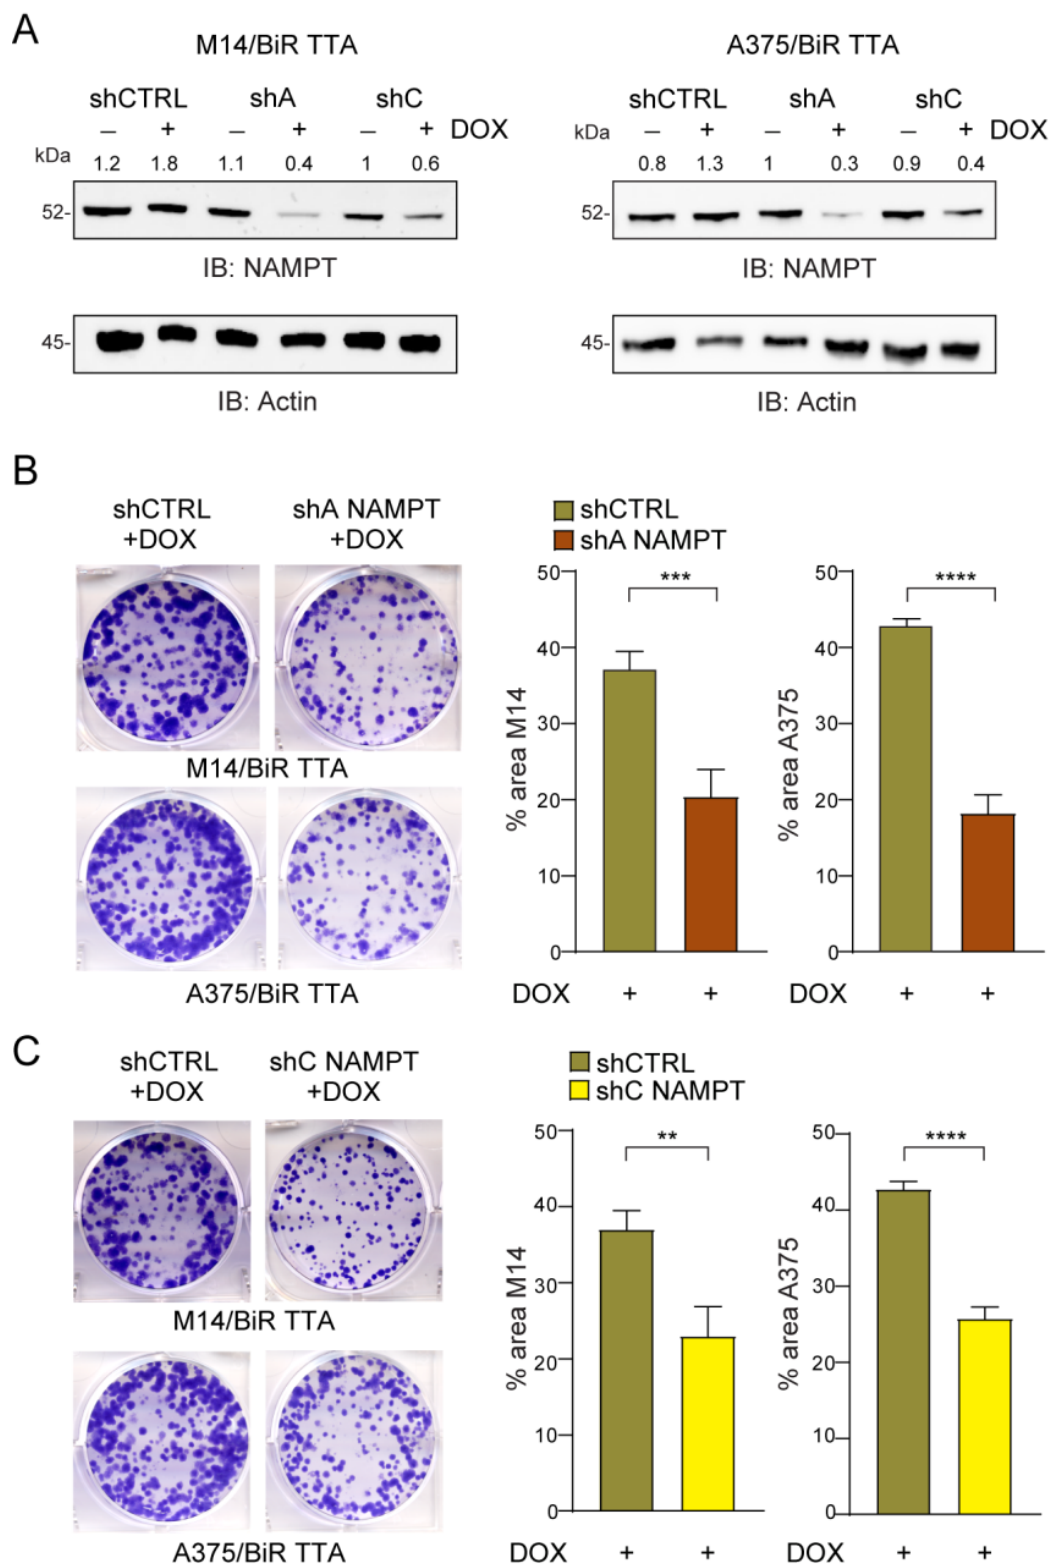 A
M14/BiR TTA
A375/BiR TTA
shCTRL shA shC
– + – + – + DOX
kDa 1.2 1.8 1.1 0.4 1 0.6
52-
IB: NAMPT
45-
IB: Actin
shCTRL shA shC
kDa – + – + – + DOX
0.8 1.3 1 0.3 0.9 0.4
52-
IB: NAMPT
45-
IB: Actin
B
shCTRL shA NAMPT
+DOX +DOX
M14/BiR TTA
A375/BiR TTA
shCTRL
shA NAMPT
% area M14
50
40
30
20
10
0
***
DOX + +
% area A375
50
40
30
20
10
0
****
DOX + +
C
shCTRL shC NAMPT
+DOX +DOX
M14/BiR TTA
A375/BiR TTA
shCTRL
shC NAMPT
% area M14
50
40
30
20
10
0
**
DOX + +
% area A375
50
40
30
20
10
0
****
DOX + +